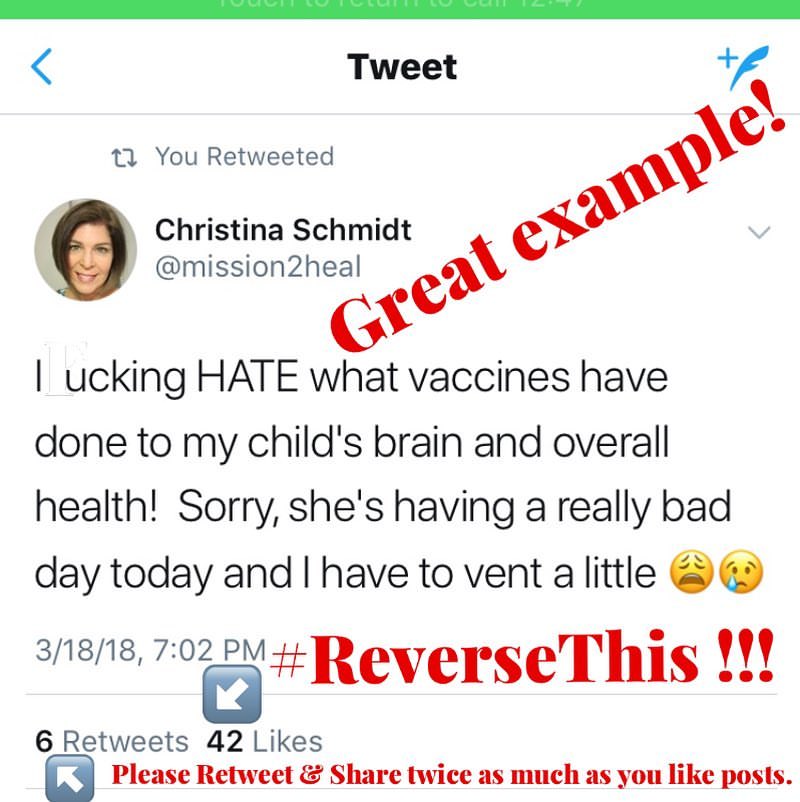 Touch to return to call 12:47
Tweet
You Retweeted
Great example!
Christina Schmidt
@mission2heal
I Fucking HATE what vaccines have
done to my child's brain and overall
health! Sorry, she's having a really bad
day today and I have to vent a little 😩😢
3/18/18, 7:02 PM #ReverseThis !!!
6 Retweets 42 Likes
Please Retweet & Share twice as much as you like posts.